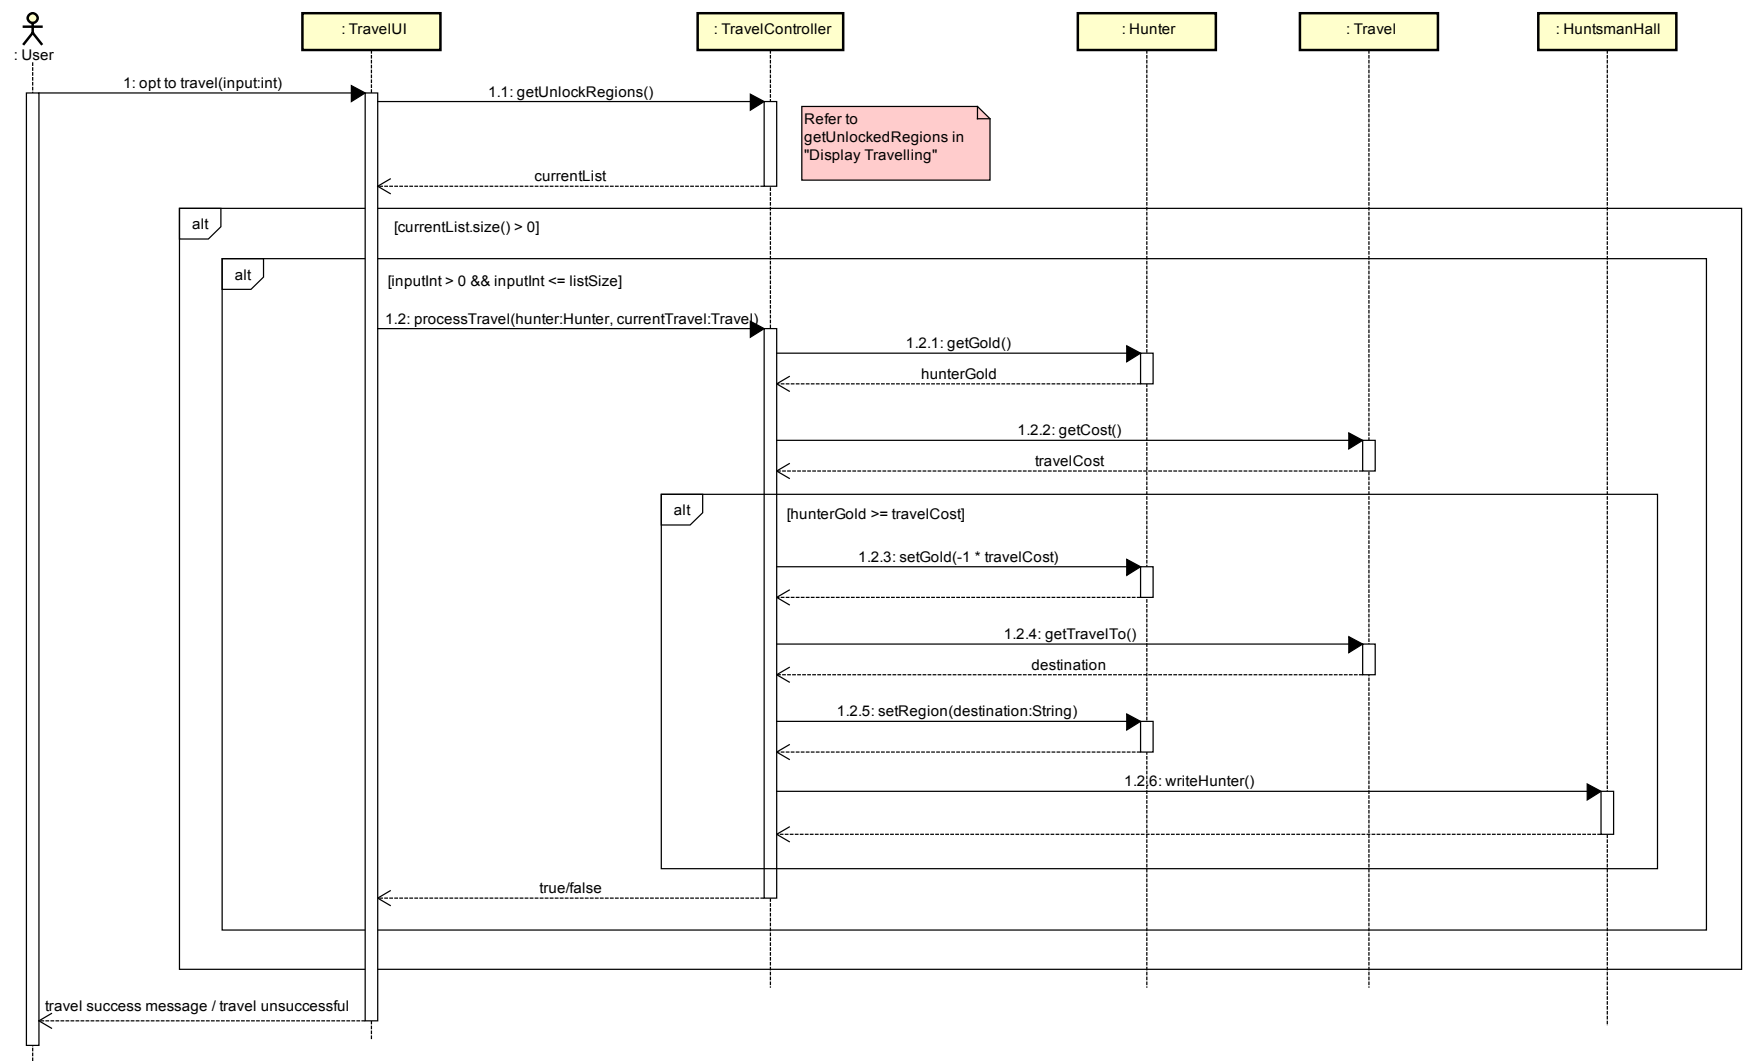 : User
: TravelUI
: TravelController
: Hunter
: Travel
: HuntsmanHall
1: opt to travel(input:int)
1.1: getUnlockRegions()
Refer to
getUnlockedRegions in
"Display Travelling"
currentList
alt
[currentList.size() > 0]
alt
[inputInt > 0 && inputInt <= listSize]
1.2: processTravel(hunter:Hunter, currentTravel:Travel)
1.2.1: getGold()
hunterGold
1.2.2: getCost()
travelCost
alt
[hunterGold >= travelCost]
1.2.3: setGold(-1 * travelCost)
1.2.4: getTravelTo()
destination
1.2.5: setRegion(destination:String)
1.2.6: writeHunter()
true/false
travel success message / travel unsuccessful